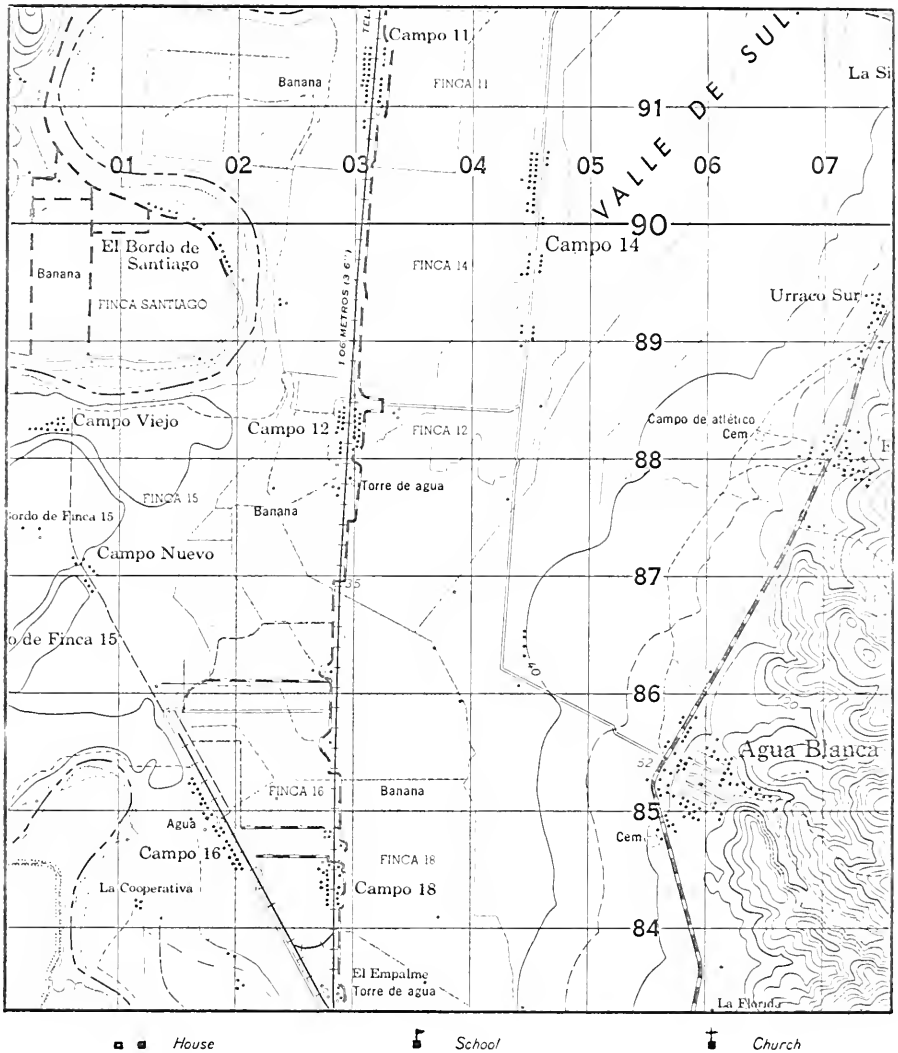 TEL
Campo 11
VALLE DE SUL
La Si
Banana
FINCA 11
91
01
02
03
04
05
06
07
90
El Bordo de
Santiago
Campo 14
Banana
FINCA 14
Urraco Sur
FINCA SANTIAGO
1.06 METROS (3'6")
89
Campo Viejo
Campo 12
FINCA 12
Campo de atlético
Cem
88
FINCA 15
Torre de agua
Banana
Bordo de Finca 15
Campo Nuevo
87
35
o de Finca 15
40
86
20
Agua Blanca
52
FINCA 16
Banana
85
Agua
Cem
Campo 16
FINCA 18
La Cooperativa
Campo 18
84
El Empalme
Torre de agua
La Florida
House
School
Church